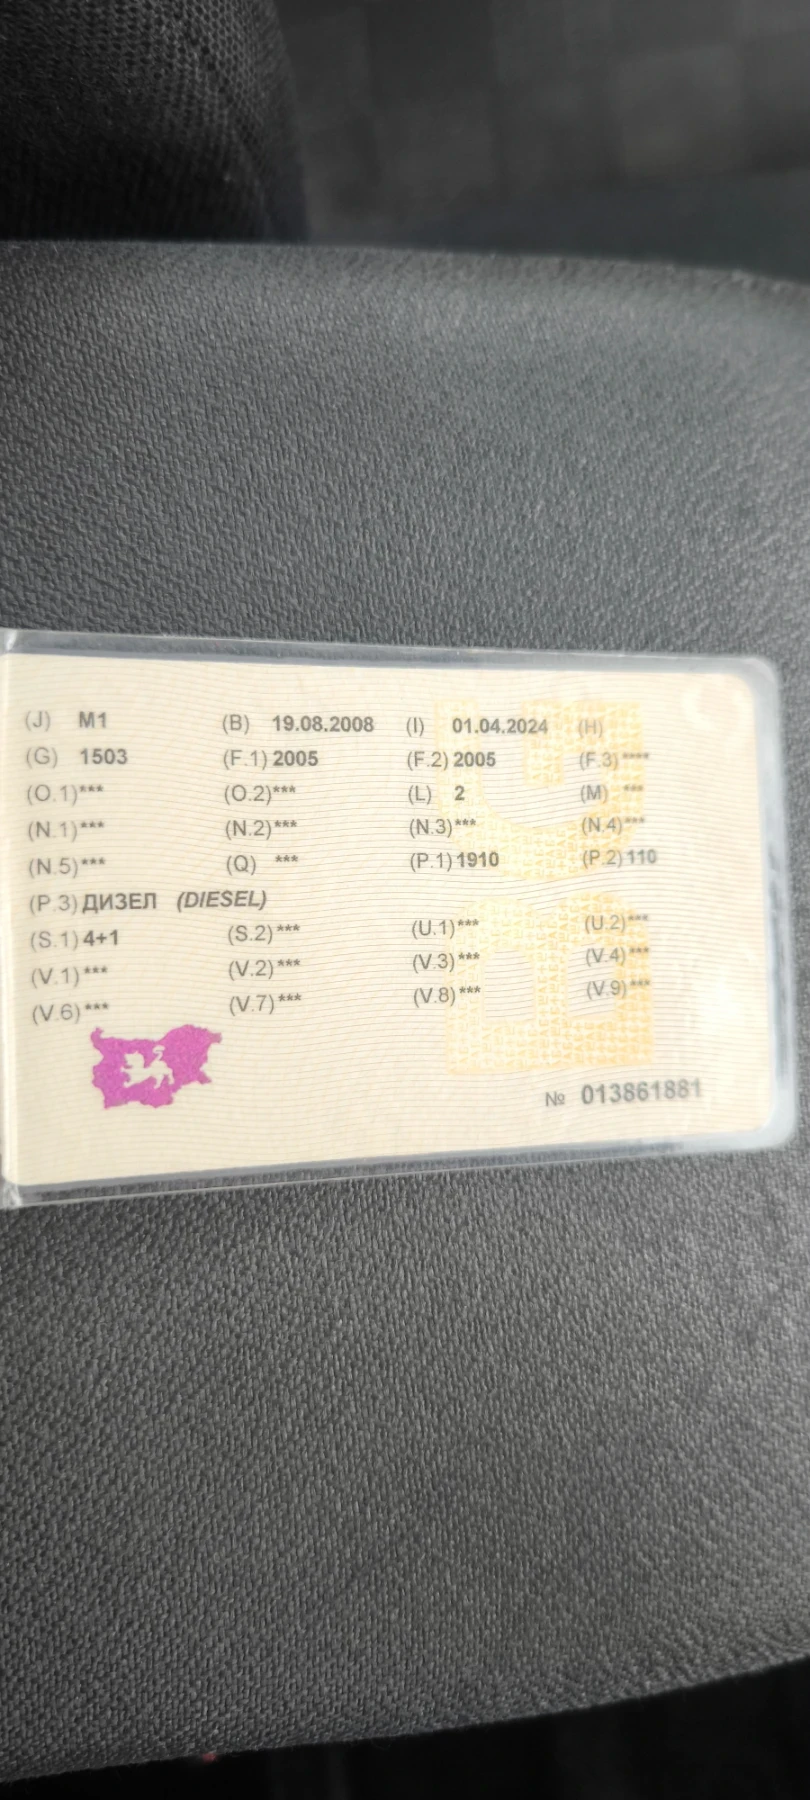 (J) M1 (B) 19.08.2008 (I) 01.04.2024 (H)
(G) 1503 (F.1) 2005 (F.2) 2005 (F.3) ****
(O.1)*** (O.2)*** (L) 2 (M) ***
(N.1)*** (N.2)*** (N.3)*** (N.4)***
(N.5)*** (Q) *** (P.1) 1910 (P.2) 110
(P.3) ДИЗЕЛ (DIESEL)
(S.1) 4+1 (S.2)*** (U.1)*** (U.2)***
(V.1)*** (V.2)*** (V.3)*** (V.4)***
(V.6)*** (V.7)*** (V.8)*** (V.9)***
№ 013861881